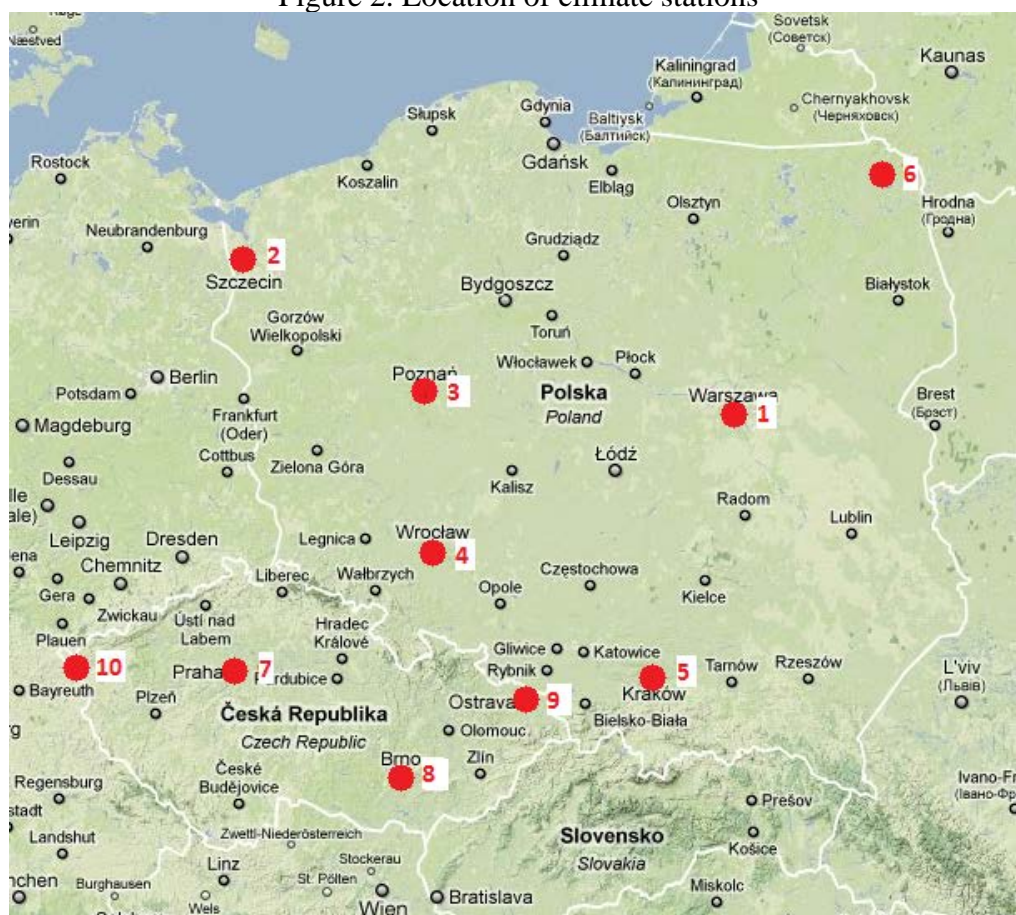 Figure 2. Location of climate stations
Næstved
Sovetsk
(Советск)
Kaunas
Kaliningrad
(Калининград)
Chernyakhovsk
(Черняховск)
Gdynia
Słupsk
Baltiysk
(Балтийск)
Gdańsk
Rostock
Koszalin
Elbląg
6
Olsztyn
Hrodna
(Гродна)
Neubrandenburg
Grudziądz
2
Szczecin
Bydgoszcz
Białystok
Gorzów
Wielkopolski
Toruń
Włocławek
Płock
Poznań
Berlin
Potsdam
3
Polska
Poland
Warszawa
1
Brest
(Брэст)
Magdeburg
Frankfurt
(Oder)
Cottbus
Zielona Góra
Łódź
Dessau
Kalisz
Radom
Lublin
Leipzig
Dresden
Legnica
Wrocław
4
Chemnitz
Liberec
Wałbrzych
Częstochowa
Opole
Gera
Kielce
Zwickau
Ústí nad
Labem
Hradec
Králové
Plauen
Gliwice
Katowice
10
Praha
7
Pardubice
Rybnik
5
Tarnów
Rzeszów
L'viv
(Львів)
Bayreuth
Plzeň
Ostrava
9
Kraków
Bielsko-Biała
Česká Republika
Czech Republic
Olomouc
Brno
8
Zlín
České
Budějovice
Regensburg
Prešov
Landshut
Zwettl-Niederösterreich
Slovensko
Slovakia
Košice
Linz
Stockerau
St. Pölten
Burghausen
Wels
Wien
Bratislava
Miskolc